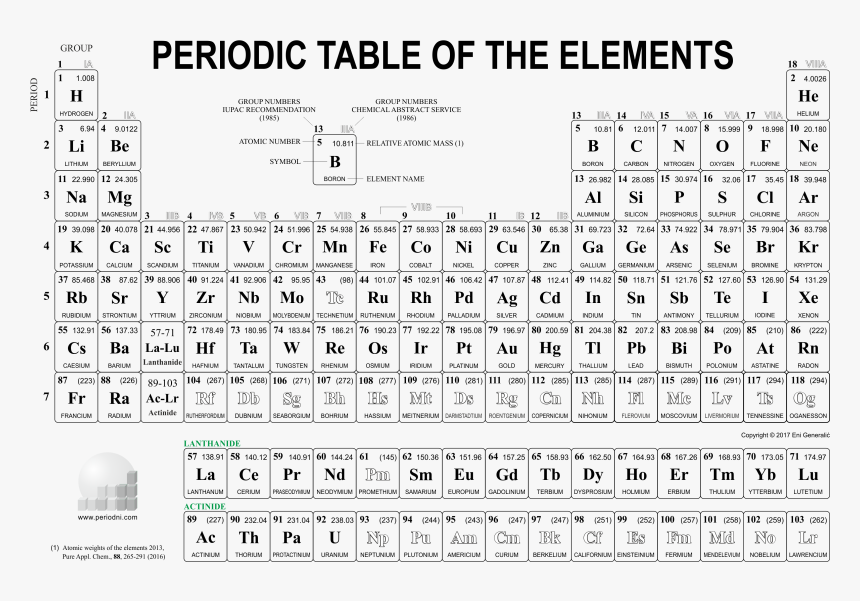 PERIODIC TABLE OF THE ELEMENTS
GROUP
PERIOD
1 IA
18 VIIIA
1
1 1.008
H
HYDROGEN
2 4.0026
He
HELIUM
2 IIA
GROUP NUMBERS
IUPAC RECOMMENDATION
(1985)
GROUP NUMBERS
CHEMICAL ABSTRACT SERVICE
(1986)
13 IIIA
ATOMIC NUMBER
5 10.811
RELATIVE ATOMIC MASS (1)
SYMBOL
B
BORON
ELEMENT NAME
13 IIIA 14 IVA 15 VA 16 VIA 17 VIIA
2
3 6.94 4 9.0122 5 10.81 6 12.011 7 14.007 8 15.999 9 18.998 10 20.180
Li Be B C N O F Ne
LITHIUM BERYLLIUM BORON CARBON NITROGEN OXYGEN FLUORINE NEON
3
11 22.990 12 24.305 13 26.982 14 28.085 15 30.974 16 32.06 17 35.45 18 39.948
Na Mg Al Si P S Cl Ar
SODIUM MAGNESIUM ALUMINIUM SILICON PHOSPHORUS SULPHUR CHLORINE ARGON
3 IIIB 4 IVB 5 VB 6 VIB 7 VIIB 8 VIIIB 9 10 11 IB 12 IIB
4
19 39.098 20 40.078 21 44.956 22 47.867 23 50.942 24 51.996 25 54.938 26 55.845 27 58.933 28 58.693 29 63.546 30 65.38 31 69.723 32 72.64 33 74.922 34 78.971 35 79.904 36 83.798
K Ca Sc Ti V Cr Mn Fe Co Ni Cu Zn Ga Ge As Se Br Kr
POTASSIUM CALCIUM SCANDIUM TITANIUM VANADIUM CHROMIUM MANGANESE IRON COBALT NICKEL COPPER ZINC GALLIUM GERMANIUM ARSENIC SELENIUM BROMINE KRYPTON
5
37 85.468 38 87.62 39 88.906 40 91.224 41 92.906 42 95.95 43 (98) 44 101.07 45 102.91 46 106.42 47 107.87 48 112.41 49 114.82 50 118.71 51 121.76 52 127.60 53 126.90 54 131.29
Rb Sr Y Zr Nb Mo Tc Ru Rh Pd Ag Cd In Sn Sb Te I Xe
RUBIDIUM STRONTIUM YTTRIUM ZIRCONIUM NIOBIUM MOLYBDENUM TECHNETIUM RUTHENIUM RHODIUM PALLADIUM SILVER CADMIUM INDIUM TIN ANTIMONY TELLURIUM IODINE XENON
6
55 132.91 56 137.33 57-71 72 178.49 73 180.95 74 183.84 75 186.21 76 190.23 77 192.22 78 195.08 79 196.97 80 200.59 81 204.38 82 207.2 83 208.98 84 (209) 85 (210) 86 (222)
Cs Ba La-Lu Hf Ta W Re Os Ir Pt Au Hg Tl Pb Bi Po At Rn
CAESIUM BARIUM Lanthanide HAFNIUM TANTALUM TUNGSTEN RHENIUM OSMIUM IRIDIUM PLATINUM GOLD MERCURY THALLIUM LEAD BISMUTH POLONIUM ASTATINE RADON
7
87 (223) 88 (226) 89-103 104 (267) 105 (268) 106 (271) 107 (272) 108 (277) 109 (276) 110 (281) 111 (280) 112 (285) 113 (285) 114 (287) 115 (289) 116 (291) 117 (294) 118 (294)
Fr Ra Ac-Lr Rf Db Sg Bh Hs Mt Ds Rg Cn Nh Fl Mc Lv Ts Og
FRANCIUM RADIUM Actinide RUTHERFORDIUM DUBNIUM SEABORGIUM BOHRIUM HASSIUM MEITNERIUM DARMSTADTIUM ROENTGENIUM COPERNICIUM NIHONIUM FLEROVIUM MOSCOVIUM LIVERMORIUM TENNESSINE OGANESSON
Copyright © 2017 Eni Generalić
LANTHANIDE
57 138.91 58 140.12 59 140.91 60 144.24 61 (145) 62 150.36 63 151.96 64 157.25 65 158.93 66 162.50 67 164.93 68 167.26 69 168.93 70 173.05 71 174.97
La Ce Pr Nd Pm Sm Eu Gd Tb Dy Ho Er Tm Yb Lu
LANTHANUM CERIUM PRASEODYMIUM NEODYMIUM PROMETHIUM SAMARIUM EUROPIUM GADOLINIUM TERBIUM DYSPROSIUM HOLMIUM ERBIUM THULIUM YTTERBIUM LUTETIUM
ACTINIDE
89 (227) 90 232.04 91 231.04 92 238.03 93 (237) 94 (244) 95 (243) 96 (247) 97 (247) 98 (251) 99 (252) 100 (257) 101 (258) 102 (259) 103 (262)
Ac Th Pa U Np Pu Am Cm Bk Cf Es Fm Md No Lr
ACTINIUM THORIUM PROTACTINIUM URANIUM NEPTUNIUM PLUTONIUM AMERICIUM CURIUM BERKELIUM CALIFORNIUM EINSTEINIUM FERMIUM MENDELEVIUM NOBELIUM LAWRENCIUM
www.periodni.com
(1) Atomic weights of the elements 2013,
Pure Appl. Chem., 88, 265-291 (2016)